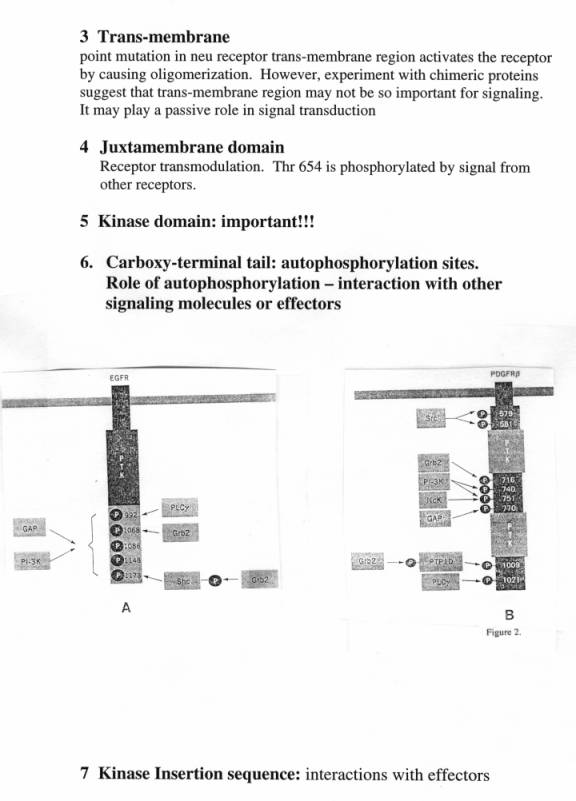 3 Trans-membrane
point mutation in neu receptor trans-membrane region activates the receptor
by causing oligomerization. However, experiment with chimeric proteins
suggest that trans-membrane region may not be so important for signaling.
It may play a passive role in signal transduction
4 Juxtamembrane domain
Receptor transmodulation. Thr 654 is phosphorylated by signal from
other receptors.
5 Kinase domain: important!!!
6. Carboxy-terminal tail: autophosphorylation sites.
Role of autophosphorylation – interaction with other
signaling molecules or effectors
EGFR
PTK
P 992
PLCγ
P 1068
Grb2
GAP
P 1086
PI-3K
P 1148
P 1173
Shc
P
Grb2
A
PDGFRβ
Src
P 579
P 581
PTK
Grb2
P 716
PI-3K
P 740
Nck
P 751
GAP
P 770
PTK
Grb2
P
PTP1D
P 1009
PLCγ
P 1021
B
Figure 2.
7 Kinase Insertion sequence: interactions with effectors